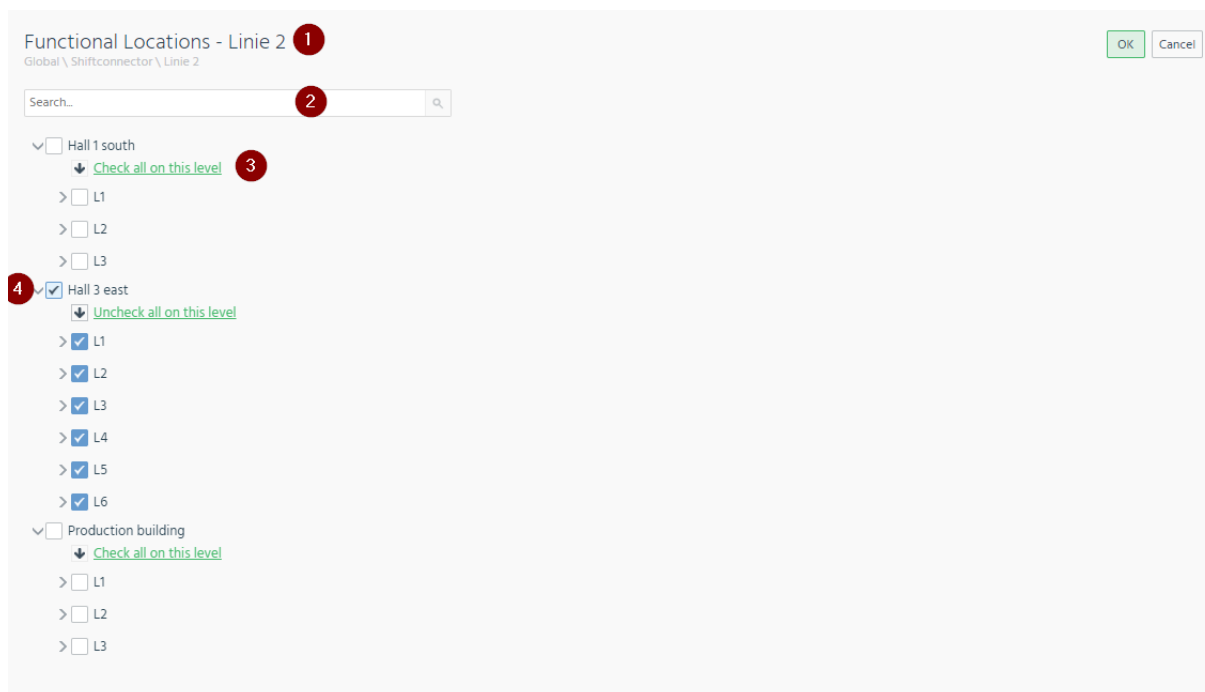 Functional Locations - Linie 2 1
OK Cancel
Global \ Shiftconnector \ Linie 2
Search... 2
Hall 1 south
Check all on this level 3
L1
L2
L3
4 Hall 3 east
Uncheck all on this level
L1
L2
L3
L4
L5
L6
Production building
Check all on this level
L1
L2
L3